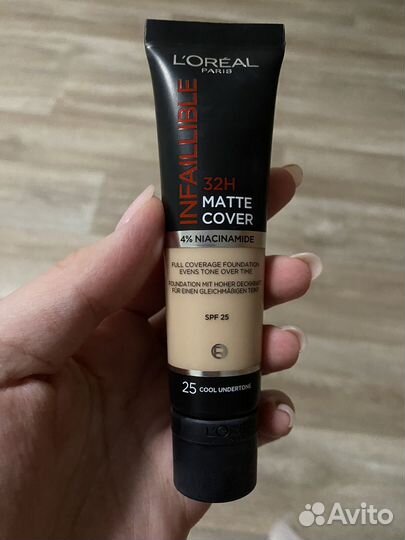 L'ORÉAL
PARIS
INFAILLIBLE
32H
MATTE
COVER
4% NIACINAMIDE
FULL COVERAGE FOUNDATION
EVENS TONE OVER TIME
FOUNDATION MIT HOHER DECKKRAFT
FÜR EINEN GLEICHMÄßIGEN TEINT
SPF 25
E
25 COOL UNDERTONE
L'ORÉAL
Avito